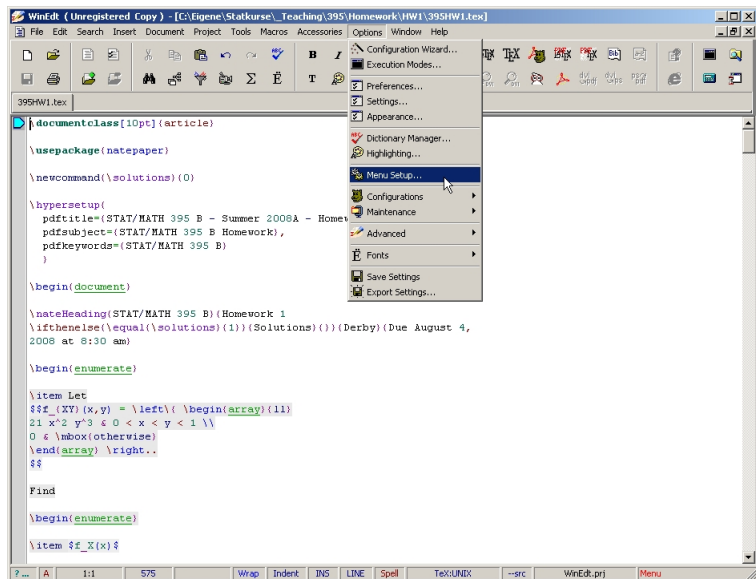 WinEdt ( Unregistered Copy ) - [C:\Eigene\Statkurse\_Teaching\395\Homework\HW1\395HW1.tex]
File Edit Search Insert Document Project Tools Macros Accessories Options Window Help
395HW1.tex
Configuration Wizard...
Execution Modes...
Preferences...
Settings...
Appearance...
Dictionary Manager...
Highlighting...
Menu Setup...
Configurations
Maintenance
Advanced
Fonts
Save Settings
Export Settings...
\documentclass[10pt]{article}
\usepackage{natepaper}
\newcommand{\solutions}{0}
\hypersetup{
pdftitle={STAT/MATH 395 B - Summer 2008A - Homew
pdfsubject={STAT/MATH 395 B Homework},
pdfkeywords={STAT/MATH 395 B}
}
\begin{document}
\nateHeading{STAT/MATH 395 B}{Homework 1
\ifthenelse{\equal{\solutions}{1}}{Solutions}{}}{Derby}{Due August 4,
2008 at 8:30 am}
\begin{enumerate}
\item Let
$$f_{XY}(x,y) = \left\{ \begin{array}{ll}
21 x^2 y^3 & 0 < x < y < 1 \\
0 & \mbox{otherwise}
\end{array} \right..
$$
Find
\begin{enumerate}
\item $f_X(x)$
? ... A 1:1 575 Wrap Indent INS LINE Spell TeX:UNIX --src WinEdt.prj Menu